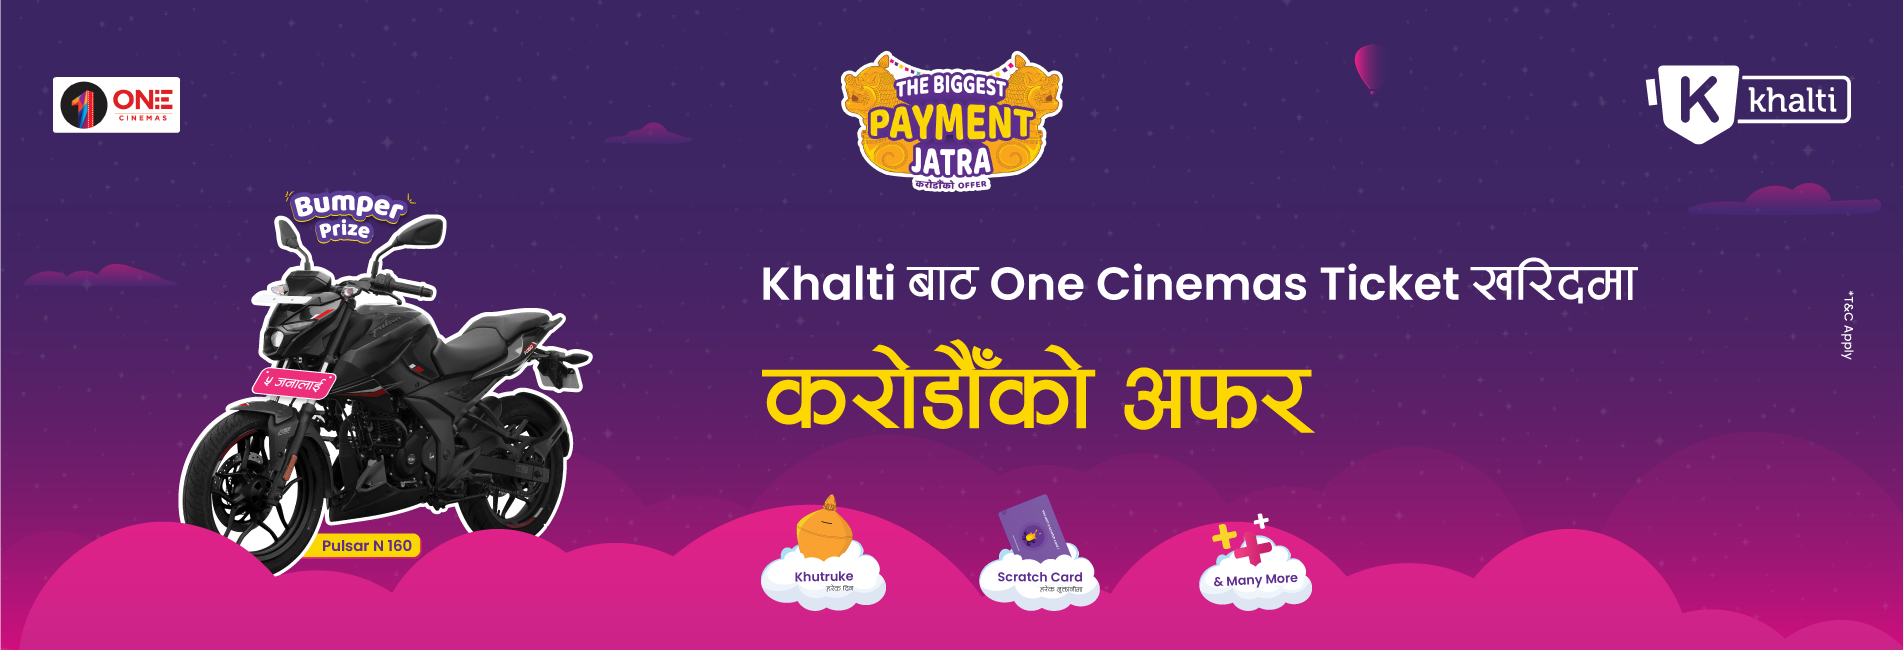 ONE
CINEMAS
THE BIGGEST
PAYMENT
JATRA
करोडौँको OFFER
K khalti
Bumper
Prize
Khalti बाट One Cinemas Ticket खरिदमा
करोडौँको अफर
*T&C Apply
५ जनालाई
Pulsar N 160
Khutruke
हरेक दिन
Scratch Card
हरेक भुक्तानीमा
& Many More